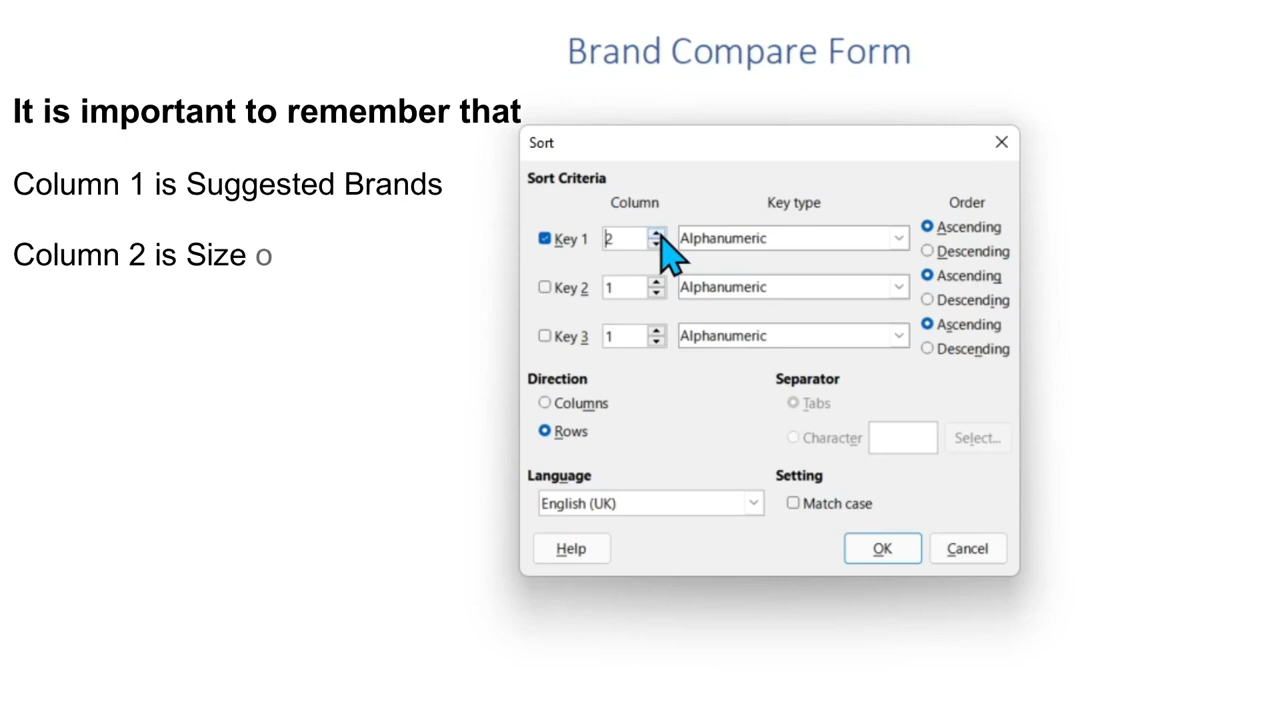 Brand Compare Form
It is important to remember that
Column 1 is Suggested Brands
Column 2 is Size o
Sort
Sort Criteria
Column Key type Order
Key 1 2 Alphanumeric Ascending
Descending
Key 2 1 Alphanumeric Ascending
Descending
Key 3 1 Alphanumeric Ascending
Descending
Direction Separator
Columns Tabs
Rows Character Select...
Language Setting
English (UK) Match case
Help OK Cancel